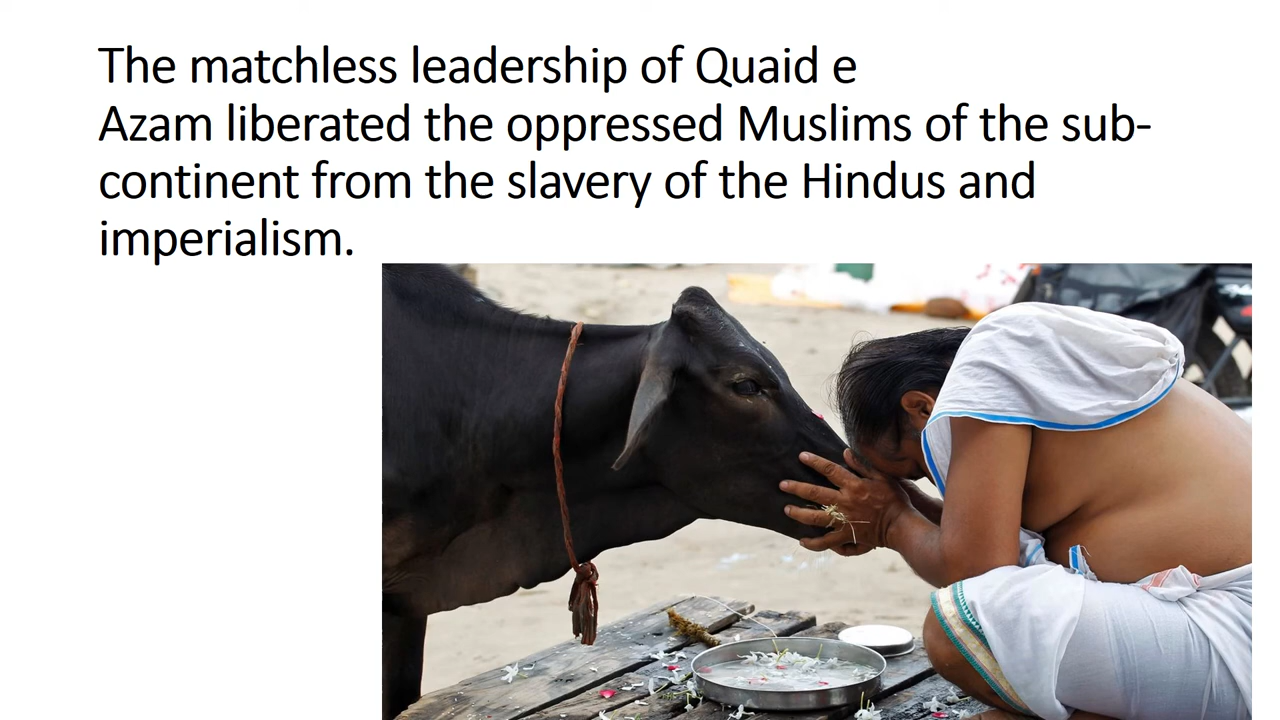 The matchless leadership of Quaid e
Azam liberated the oppressed Muslims of the sub-
continent from the slavery of the Hindus and
imperialism.